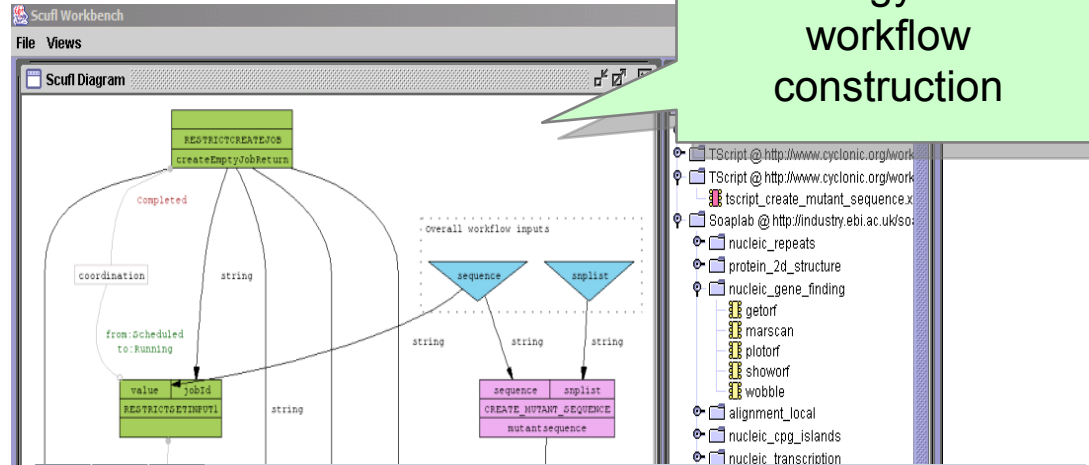 Scufl Workbench
File Views
workflow
construction
Scufl Diagram
RESTRICTCREATEJOB
createEmptyJobReturn
Completed
Overall workflow inputs
coordination
string
sequence
snplist
from:Scheduled
to:Running
string
string
string
value jobId
RESTRICTSETINPUT1
string
sequence snplist
CREATE_MUTANT_SEQUENCE
mutantsequence
TScript @ http://www.cyclonic.org/work
TScript @ http://www.cyclonic.org/work
tscript_create_mutant_sequence.x
Soaplab @ http://industry.ebi.ac.uk/soa
nucleic_repeats
protein_2d_structure
nucleic_gene_finding
getorf
marscan
plotorf
showorf
wobble
alignment_local
nucleic_cpg_islands
nucleic_transcription